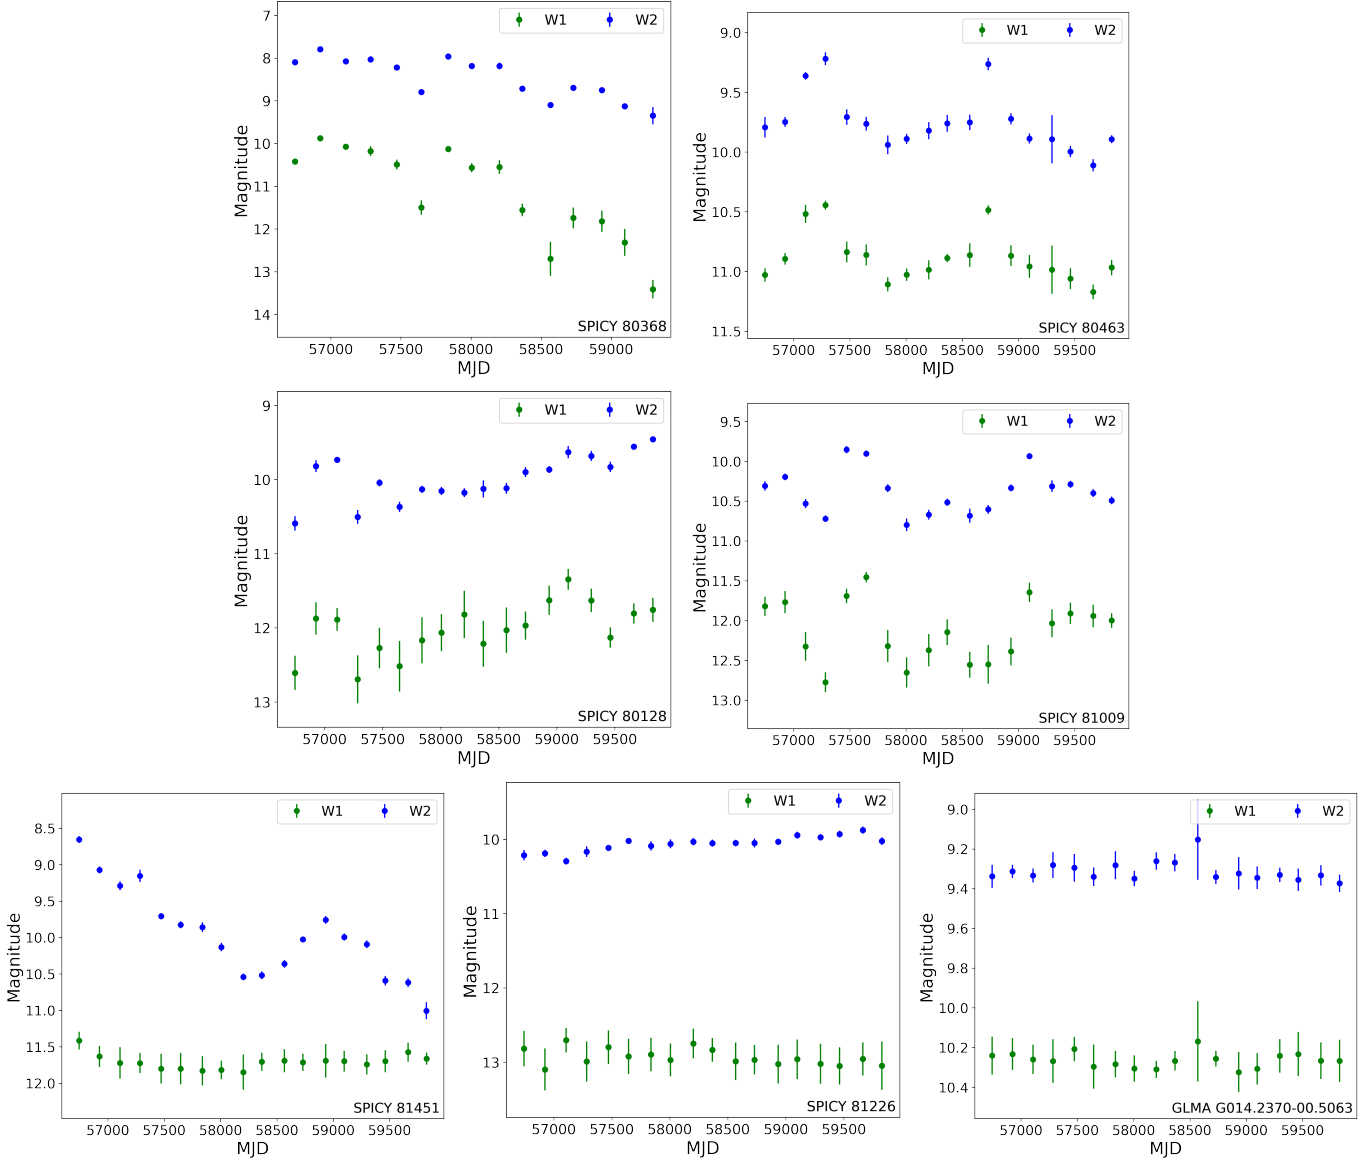 W1 W2
7
8
9
10
11
12
13
14
Magnitude
SPICY 80368
57000 57500 58000 58500 59000
MJD
W1 W2
9.0
9.5
10.0
10.5
11.0
11.5
Magnitude
SPICY 80463
57000 57500 58000 58500 59000 59500
MJD
W1 W2
9
10
11
12
13
Magnitude
SPICY 80128
57000 57500 58000 58500 59000 59500
MJD
W1 W2
9.5
10.0
10.5
11.0
11.5
12.0
12.5
13.0
Magnitude
SPICY 81009
57000 57500 58000 58500 59000 59500
MJD
W1 W2
8.5
9.0
9.5
10.0
10.5
11.0
11.5
12.0
Magnitude
SPICY 81451
57000 57500 58000 58500 59000 59500
MJD
W1 W2
10
11
12
13
Magnitude
SPICY 81226
57000 57500 58000 58500 59000 59500
MJD
W1 W2
9.0
9.2
9.4
9.6
9.8
10.0
10.2
10.4
Magnitude
GLMA G014.2370-00.5063
57000 57500 58000 58500 59000 59500
MJD